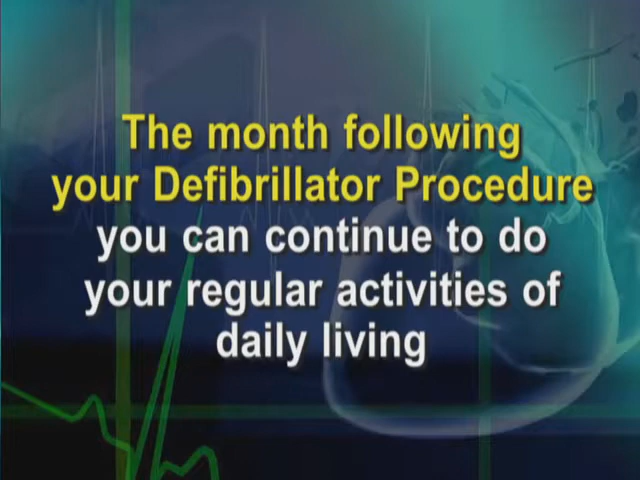 The month following
your Defibrillator Procedure
you can continue to do
your regular activities of
daily living